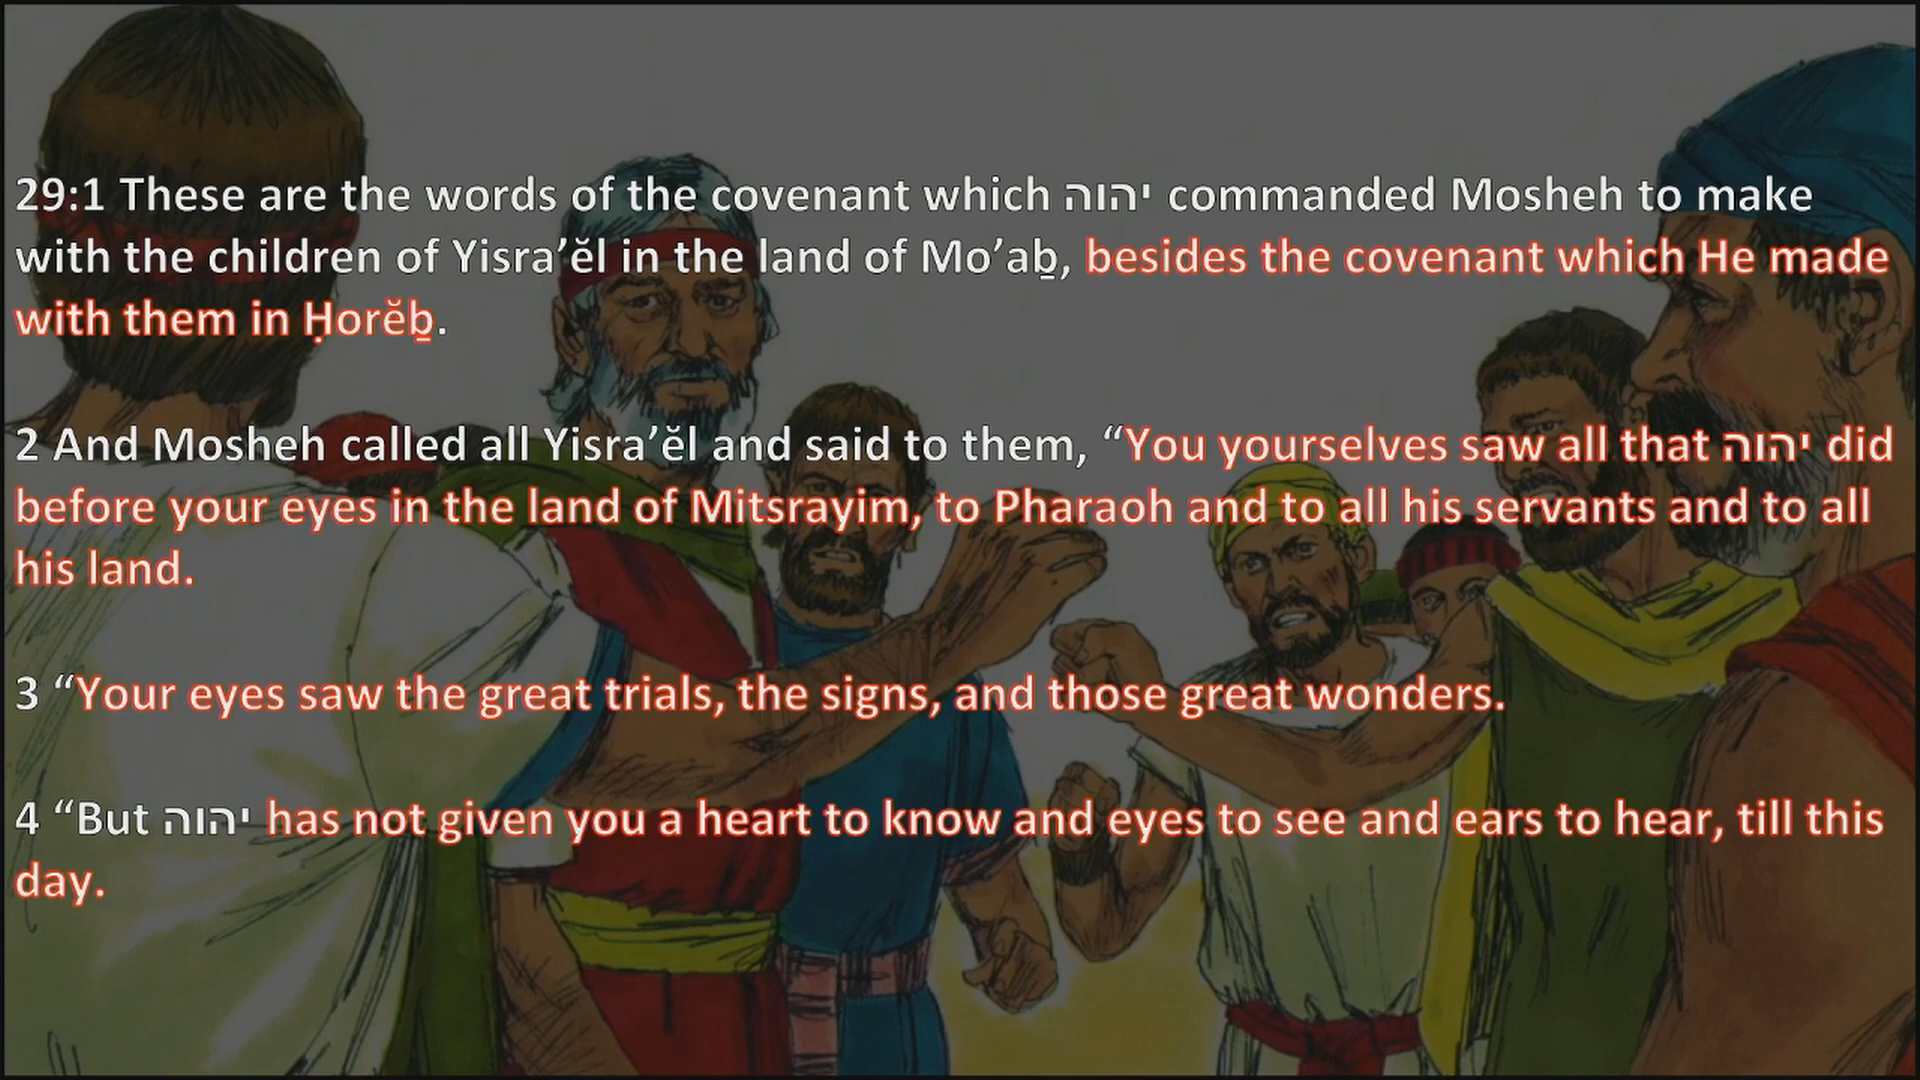 29:1 These are the words of the covenant which יהוה commanded Mosheh to make
with the children of Yisra’ĕl in the land of Mo’aḇ, besides the covenant which He made
with them in Ḥorĕḇ.
2 And Mosheh called all Yisra’ĕl and said to them, “You yourselves saw all that יהוה did
before your eyes in the land of Mitsrayim, to Pharaoh and to all his servants and to all
his land.
3 “Your eyes saw the great trials, the signs, and those great wonders.
4 “But יהוה has not given you a heart to know and eyes to see and ears to hear, till this
day.